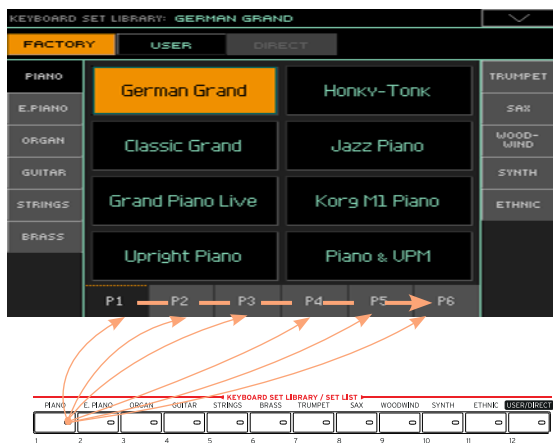 KEYBOARD SET LIBRARY: GERMAN GRAND
FACTORY USER DIRECT
PIANO
E.PIANO
ORGAN
GUITAR
STRINGS
BRASS
German Grand Honky-Tonk
Classic Grand Jazz Piano
Grand Piano Live Korg M1 Piano
Upright Piano Piano & UPM
TRUMPET
SAX
WOOD-
WIND
SYNTH
ETHNIC
P1 P2 P3 P4 P5 P6
KEYBOARD SET LIBRARY / SET LIST
PIANO E. PIANO ORGAN GUITAR STRINGS BRASS TRUMPET SAX WOODWIND SYNTH ETHNIC USER/DIRECT
1 2 3 4 5 6 7 8 9 10 11 12